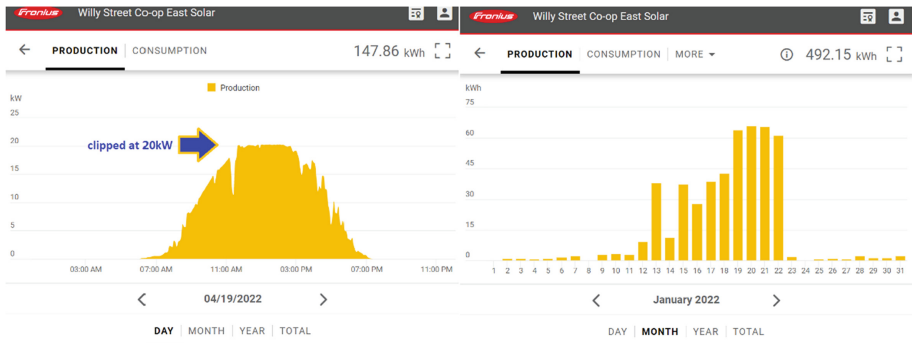 Fronius Willy Street Co-op East Solar
PRODUCTION CONSUMPTION 147.86 kWh
Production
kW
25
20
15
10
5
0
clipped at 20kW
03:00 AM 07:00 AM 11:00 AM 03:00 PM 07:00 PM 11:00 PM
04/19/2022
DAY MONTH YEAR TOTAL
Fronius Willy Street Co-op East Solar
PRODUCTION CONSUMPTION MORE 492.15 kWh
kWh
75
60
45
30
15
0
1 2 3 4 5 6 7 8 9 10 11 12 13 14 15 16 17 18 19 20 21 22 23 24 25 26 27 28 29 30 31
January 2022
DAY MONTH YEAR TOTAL